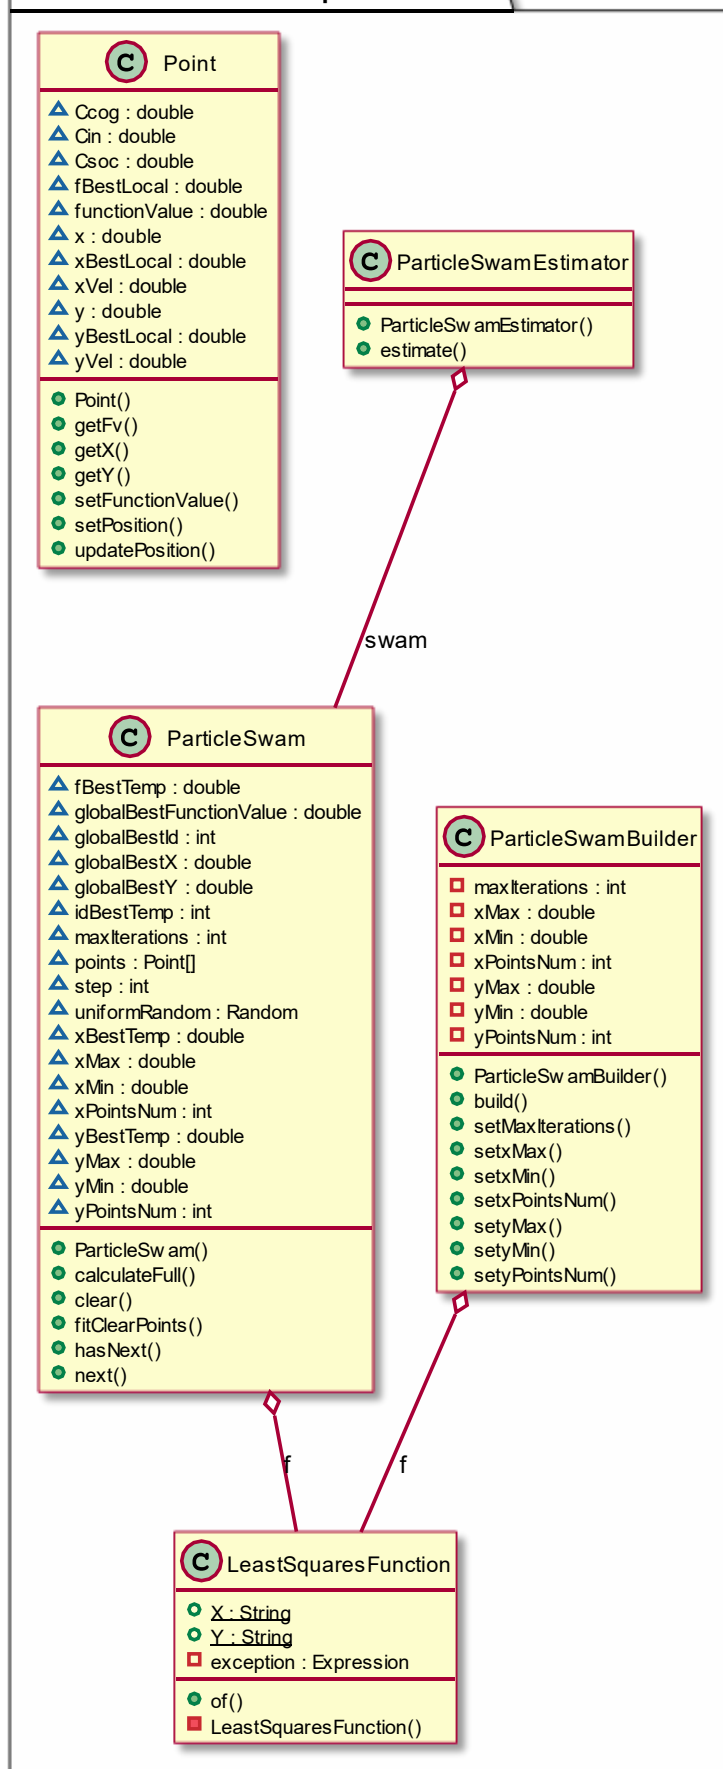 C Point
Ccog : double
Cin : double
Csoc : double
fBestLocal : double
functionValue : double
x : double
xBestLocal : double
xVel : double
y : double
yBestLocal : double
yVel : double
Point()
getFv()
getX()
getY()
setFunctionValue()
setPosition()
updatePosition()
C ParticleSwamEstimator
ParticleSwamEstimator()
estimate()
swam
C ParticleSwam
fBestTemp : double
globalBestFunctionValue : double
globalBestId : int
globalBestX : double
globalBestY : double
idBestTemp : int
maxIterations : int
points : Point[]
step : int
uniformRandom : Random
xBestTemp : double
xMax : double
xMin : double
xPointsNum : int
yBestTemp : double
yMax : double
yMin : double
yPointsNum : int
ParticleSwam()
calculateFull()
clear()
fitClearPoints()
hasNext()
next()
C ParticleSwamBuilder
maxIterations : int
xMax : double
xMin : double
xPointsNum : int
yMax : double
yMin : double
yPointsNum : int
ParticleSwamBuilder()
build()
setMaxIterations()
setxMax()
setxMin()
setxPointsNum()
setyMax()
setyMin()
setyPointsNum()
f
f
C LeastSquaresFunction
X : String
Y : String
exception : Expression
of()
LeastSquaresFunction()